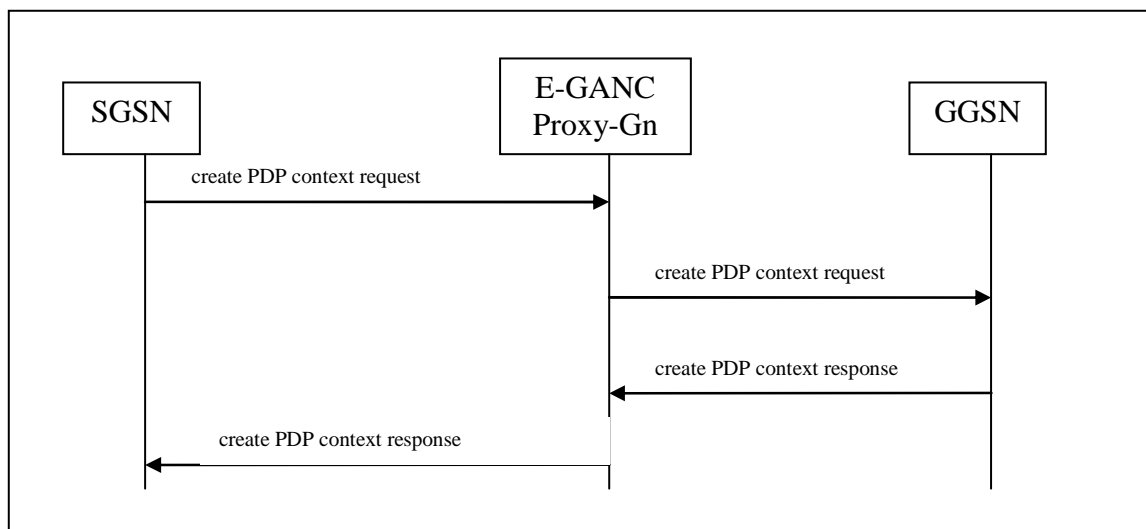 SGSN
E-GANC
Proxy-Gn
GGSN
create PDP context request
create PDP context request
create PDP context response
create PDP context response